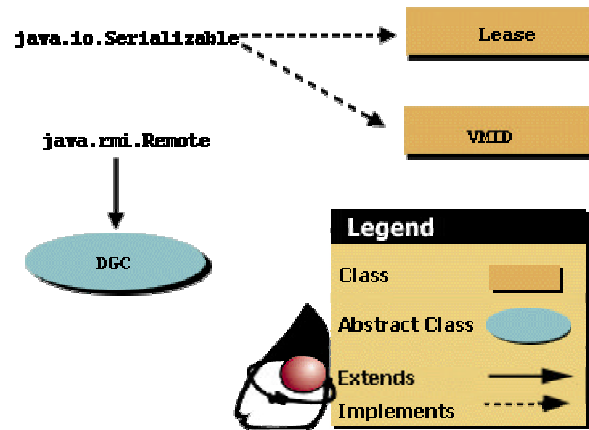 java.io.Serializable
Lease
VMID
java.rmi.Remote
DGC
Legend
Class
Abstract Class
Extends
Implements